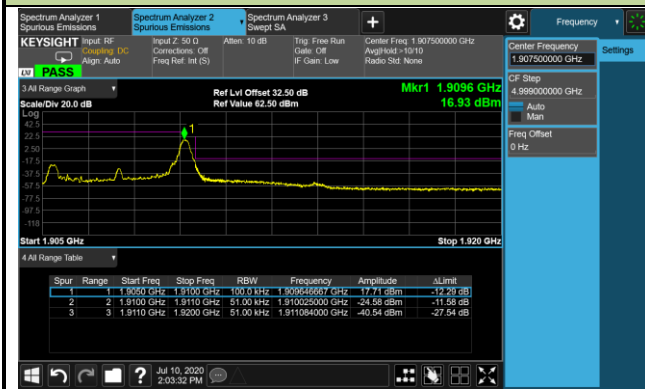 Spectrum Analyzer 1
Spurious Emissions
Spectrum Analyzer 2
Spurious Emissions
Spectrum Analyzer 3
Swept SA
+
Frequency
KEYSIGHT
Input: RF
Coupling: DC
Align: Auto
Input Z: 50 Ω
Corrections: Off
Freq Ref: Int (S)
Atten: 10 dB
Trig: Free Run
Gate: Off
IF Gain: Low
Center Freq: 1.907500000 GHz
Avg|Hold:>10/10
Radio Std: None
LXI PASS
Center Frequency
1.907500000 GHz
Settings
CF Step
4.999000000 GHz
Auto
Man
Freq Offset
0 Hz
3 All Range Graph
Scale/Div 20.0 dB
Ref Lvl Offset 32.50 dB
Ref Value 62.50 dBm
Mkr1 1.9096 GHz
16.93 dBm
Log
42.5
22.5
2.50
-17.5
-37.5
-57.5
-77.5
-97.5
-118
1
Start 1.905 GHz
Stop 1.920 GHz
4 All Range Table
Spur Range Start Freq Stop Freq RBW Frequency Amplitude ΔLimit
1 1 1.9050 GHz 1.9100 GHz 100.0 kHz 1.909646667 GHz 17.71 dBm -12.29 dB
2 2 1.9100 GHz 1.9110 GHz 51.00 kHz 1.910025000 GHz -24.58 dBm -11.58 dB
3 3 1.9110 GHz 1.9200 GHz 51.00 kHz 1.911084000 GHz -40.54 dBm -27.54 dB
?
Jul 10, 2020
2:03:32 PM